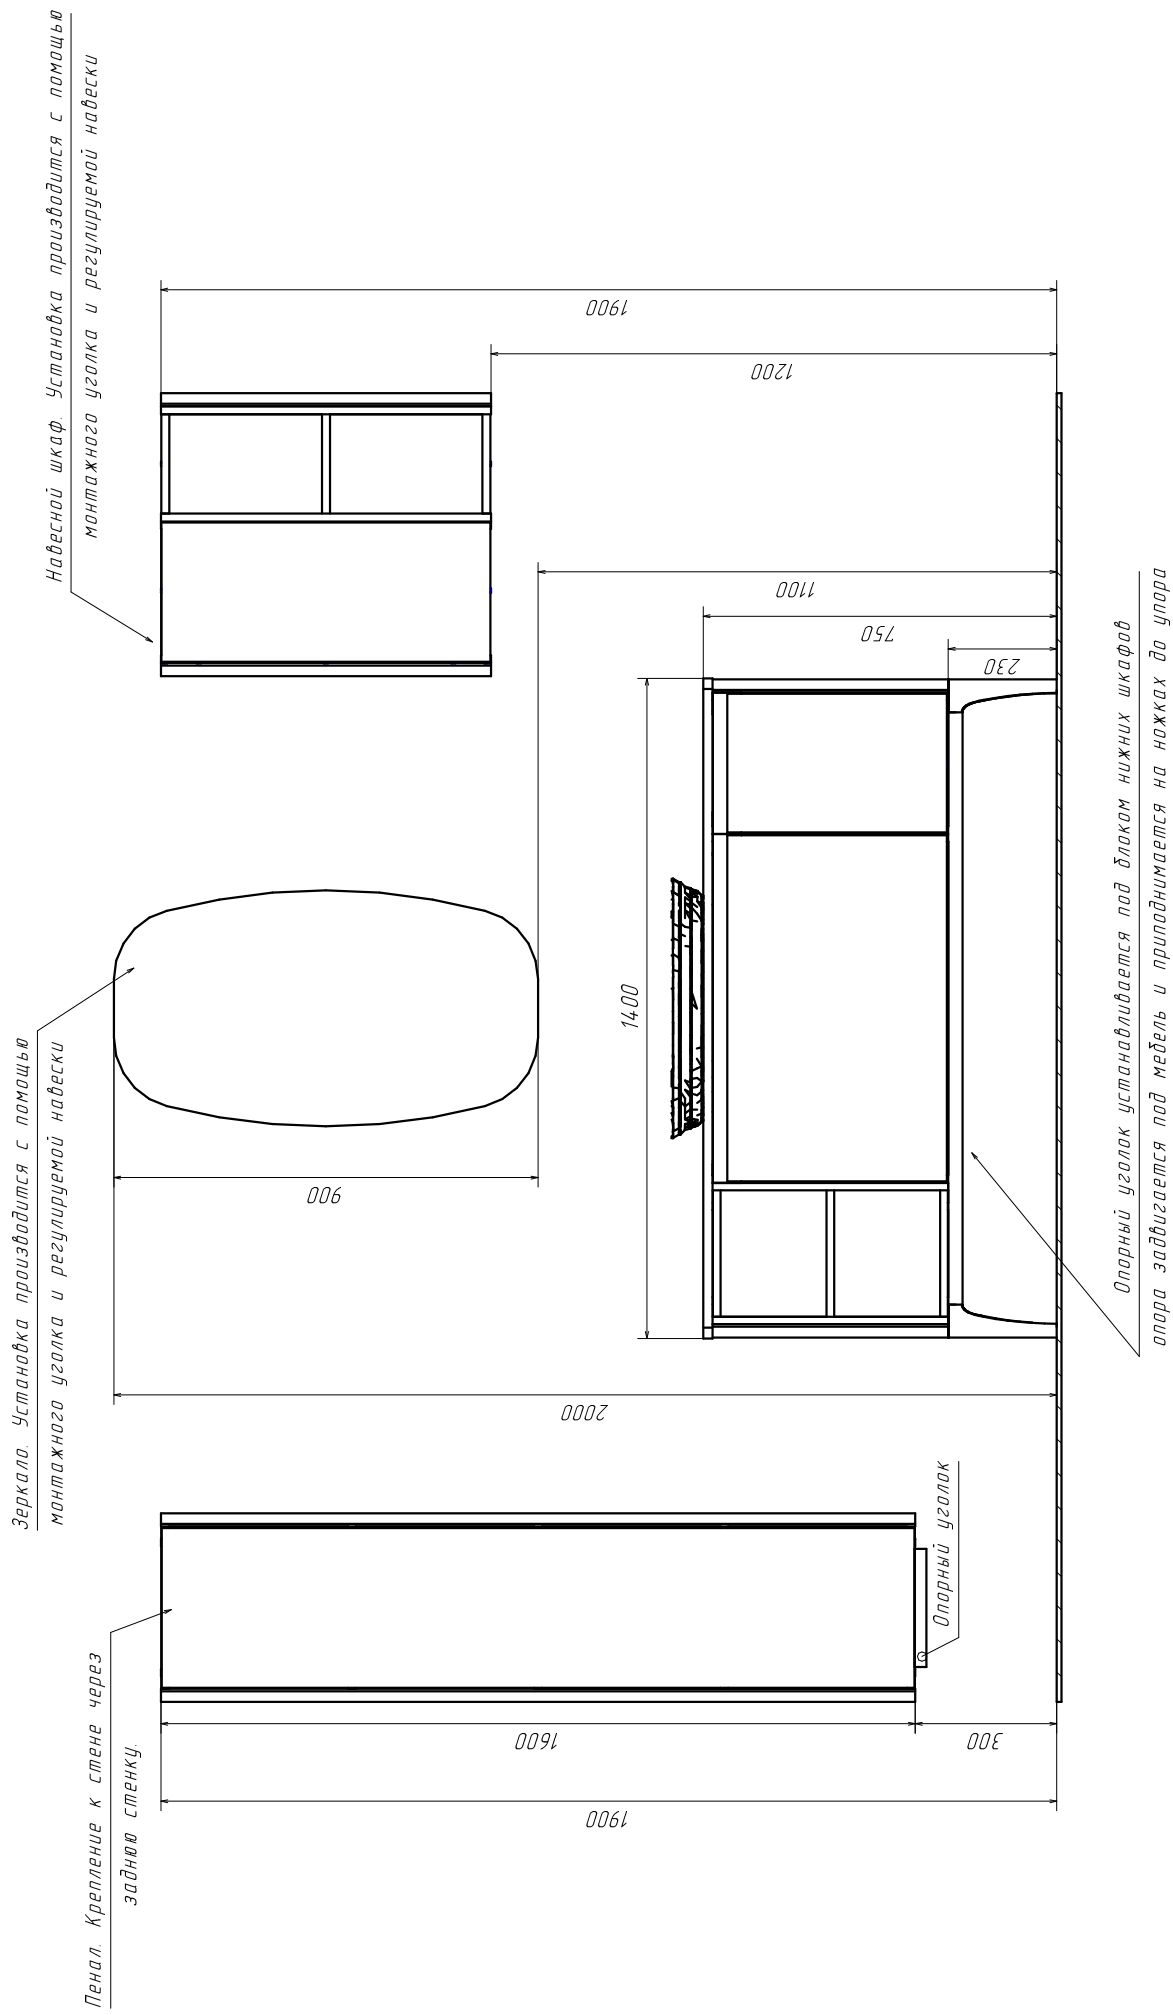 Пенал. Крепление к стене через
заднюю стенку.
Зеркало. Установка производится с помощью
монтажного уголка и регулируемой навески
Навесной шкаф. Установка производится с помощью
монтажного уголка и регулируемой навески
1900
1600
300
Опорный уголок
2000
900
1400
1100
750
230
1200
1900
Опорный уголок устанавливается под блоком нижних шкафов
опора задвигается под мебель и приподнимается на ножках до упора